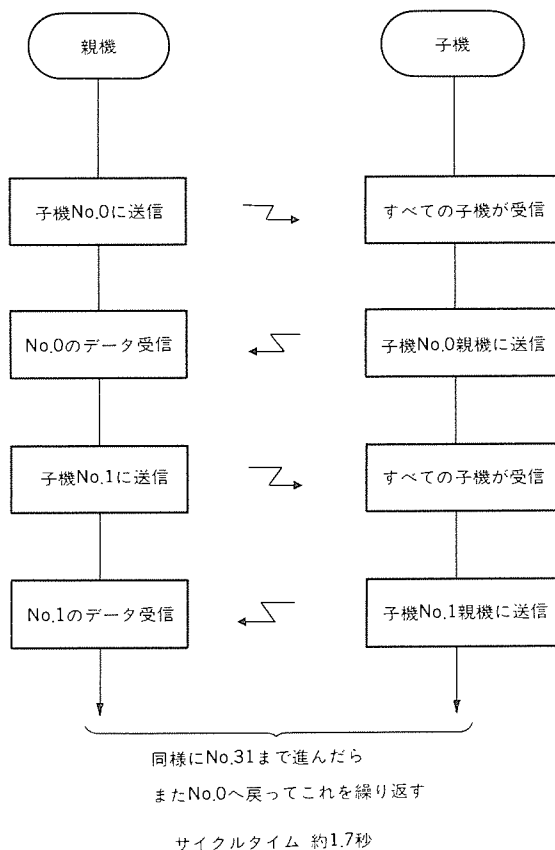 親機
子機
子機No.0に送信
すべての子機が受信
No.0のデータ受信
子機No.0親機に送信
子機No.1に送信
すべての子機が受信
No.1のデータ受信
子機No.1親機に送信
同様にNo.31まで進んだら
またNo.0へ戻ってこれを繰り返す
サイクルタイム 約1.7秒